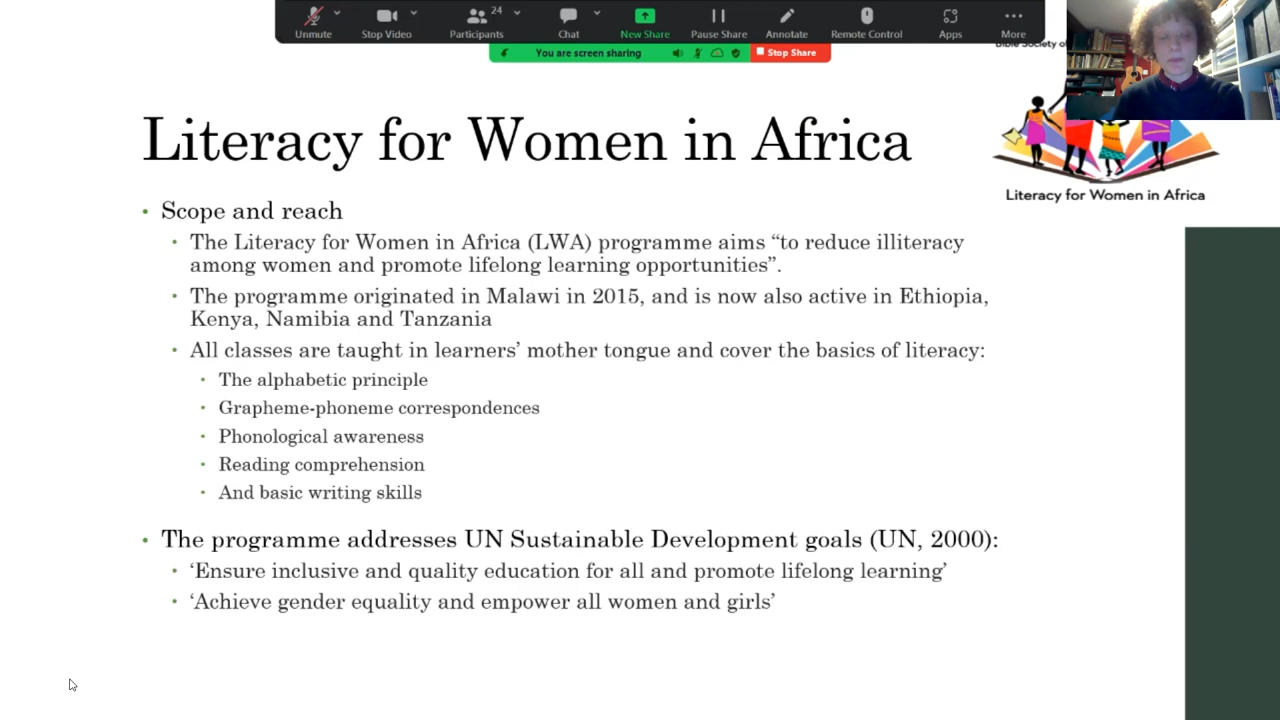 24
Unmute
Stop Video
Participants
Chat
New Share
Pause Share
Annotate
Remote Control
Apps
More
You are screen sharing
Stop Share
Bible Society of
Literacy for Women in Africa
Literacy for Women in Africa
• Scope and reach
• The Literacy for Women in Africa (LWA) programme aims “to reduce illiteracy
among women and promote lifelong learning opportunities”.
• The programme originated in Malawi in 2015, and is now also active in Ethiopia,
Kenya, Namibia and Tanzania
• All classes are taught in learners’ mother tongue and cover the basics of literacy:
• The alphabetic principle
• Grapheme-phoneme correspondences
• Phonological awareness
• Reading comprehension
• And basic writing skills
• The programme addresses UN Sustainable Development goals (UN, 2000):
• ‘Ensure inclusive and quality education for all and promote lifelong learning’
• ‘Achieve gender equality and empower all women and girls’